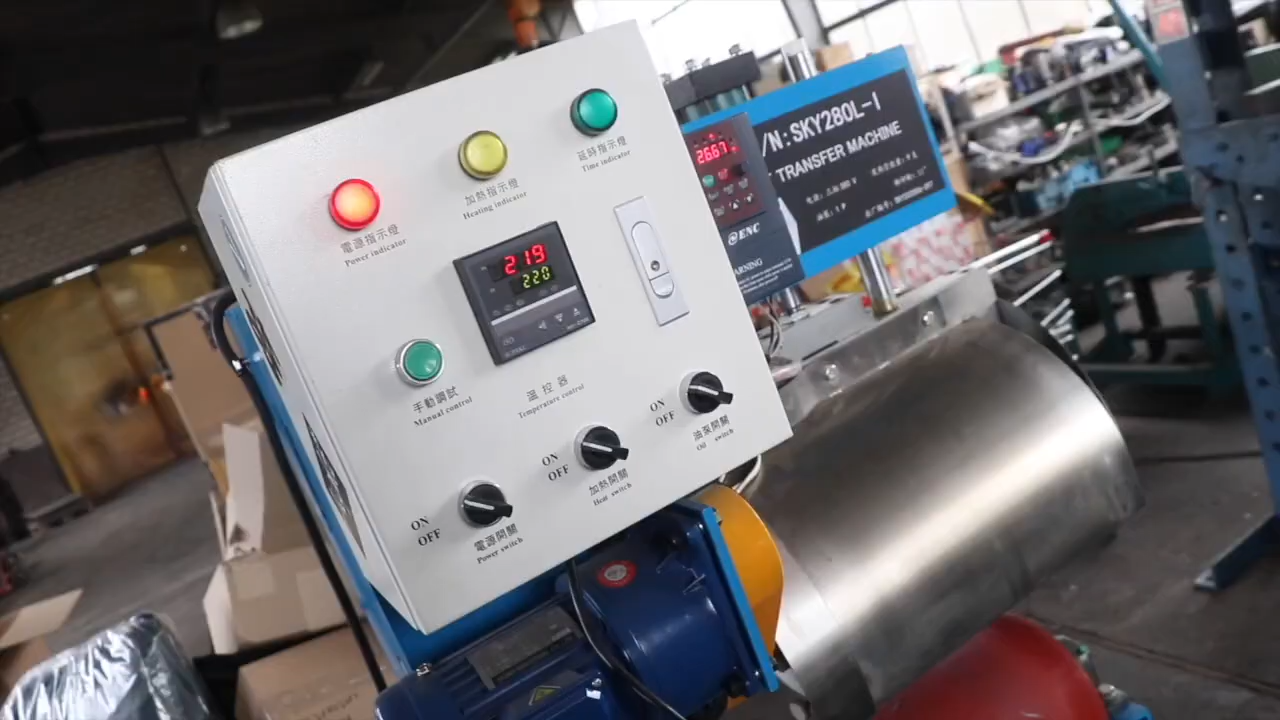 延時指示燈
Time indicator
加熱指示燈
Heating indicator
電源指示燈
Power indicator
219
220
手動調試
Manual control
溫控器
Temperature control
ON
OFF
油泵開關
Oil switch
ON
OFF
加熱開關
Heat switch
ON
OFF
電源開關
Power switch
26.67
ENC
WARNING
/N:SKY280L-I
TRANSFER MACHINE